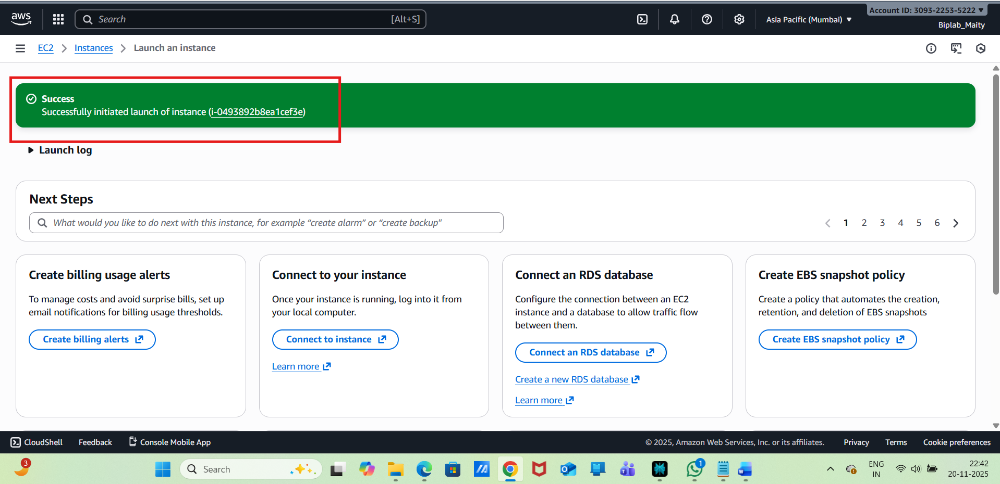 aws
Search
[Alt+S]
Asia Pacific (Mumbai)
Account ID: 3093-2253-5222
Biplab_Maity
EC2
Instances
Launch an instance
Success
Successfully initiated launch of instance (i-0493892b8ea1cef3e)
Launch log
Next Steps
What would you like to do next with this instance, for example “create alarm” or “create backup"
1 2 3 4 5 6
Create billing usage alerts
To manage costs and avoid surprise bills, set up
email notifications for billing usage thresholds.
Create billing alerts
Connect to your instance
Once your instance is running, log into it from
your local computer.
Connect to instance
Learn more
Connect an RDS database
Configure the connection between an EC2
instance and a database to allow traffic flow
between them.
Connect an RDS database
Create a new RDS database
Learn more
Create EBS snapshot policy
Create a policy that automates the creation,
retention, and deletion of EBS snapshots
Create EBS snapshot policy
CloudShell
Feedback
Console Mobile App
© 2025, Amazon Web Services, Inc. or its affiliates.
Privacy
Terms
Cookie preferences
3
Search
1
ENG
IN
22:42
20-11-2025